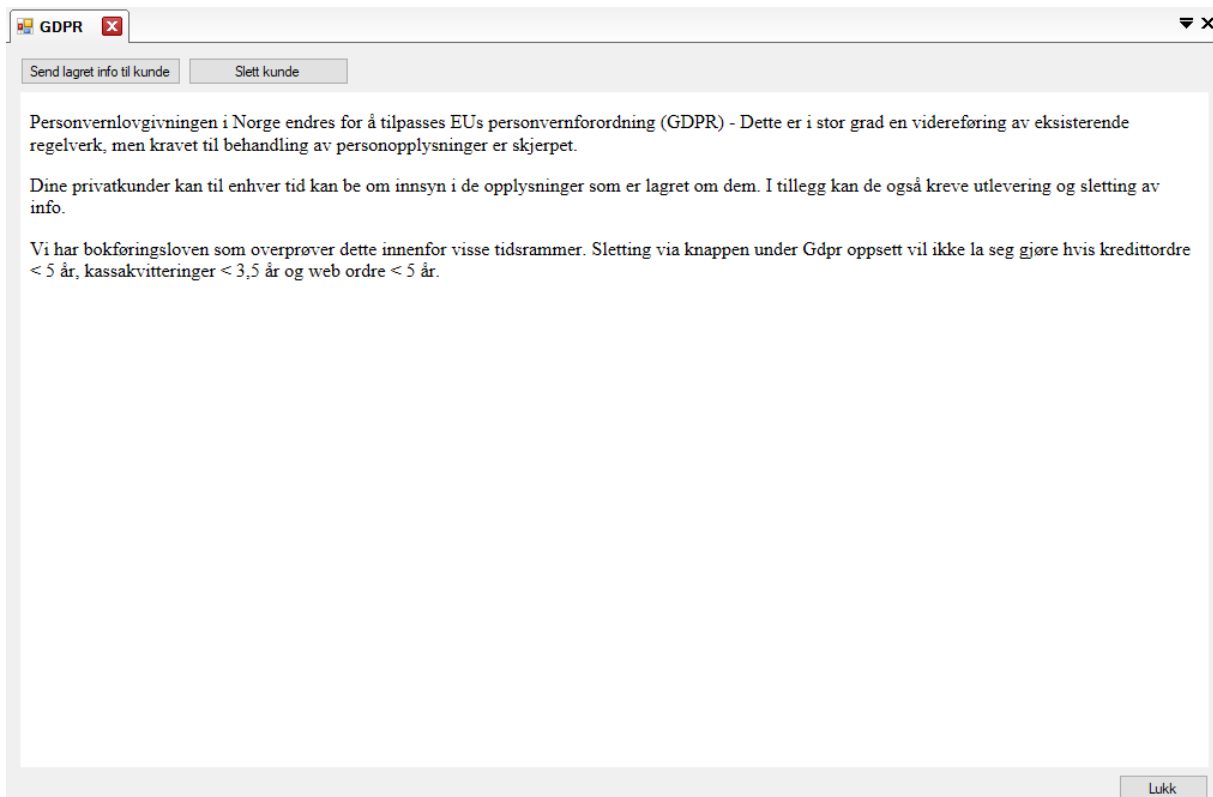 GDPR
Send lagret info til kunde
Slett kunde
Personvernlovgivningen i Norge endres for å tilpasses EUs personvernforordning (GDPR) - Dette er i stor grad en videreføring av eksisterende
regelverk, men kravet til behandling av personopplysninger er skjerpet.
Dine privatkunder kan til enhver tid kan be om innsyn i de opplysninger som er lagret om dem. I tillegg kan de også kreve utlevering og sletting av
info.
Vi har bokføringsloven som overprøver dette innenfor visse tidsrammer. Sletting via knappen under Gdpr oppsett vil ikke la seg gjøre hvis kredittordre
< 5 år, kassakvitteringer < 3,5 år og web ordre < 5 år.
Lukk